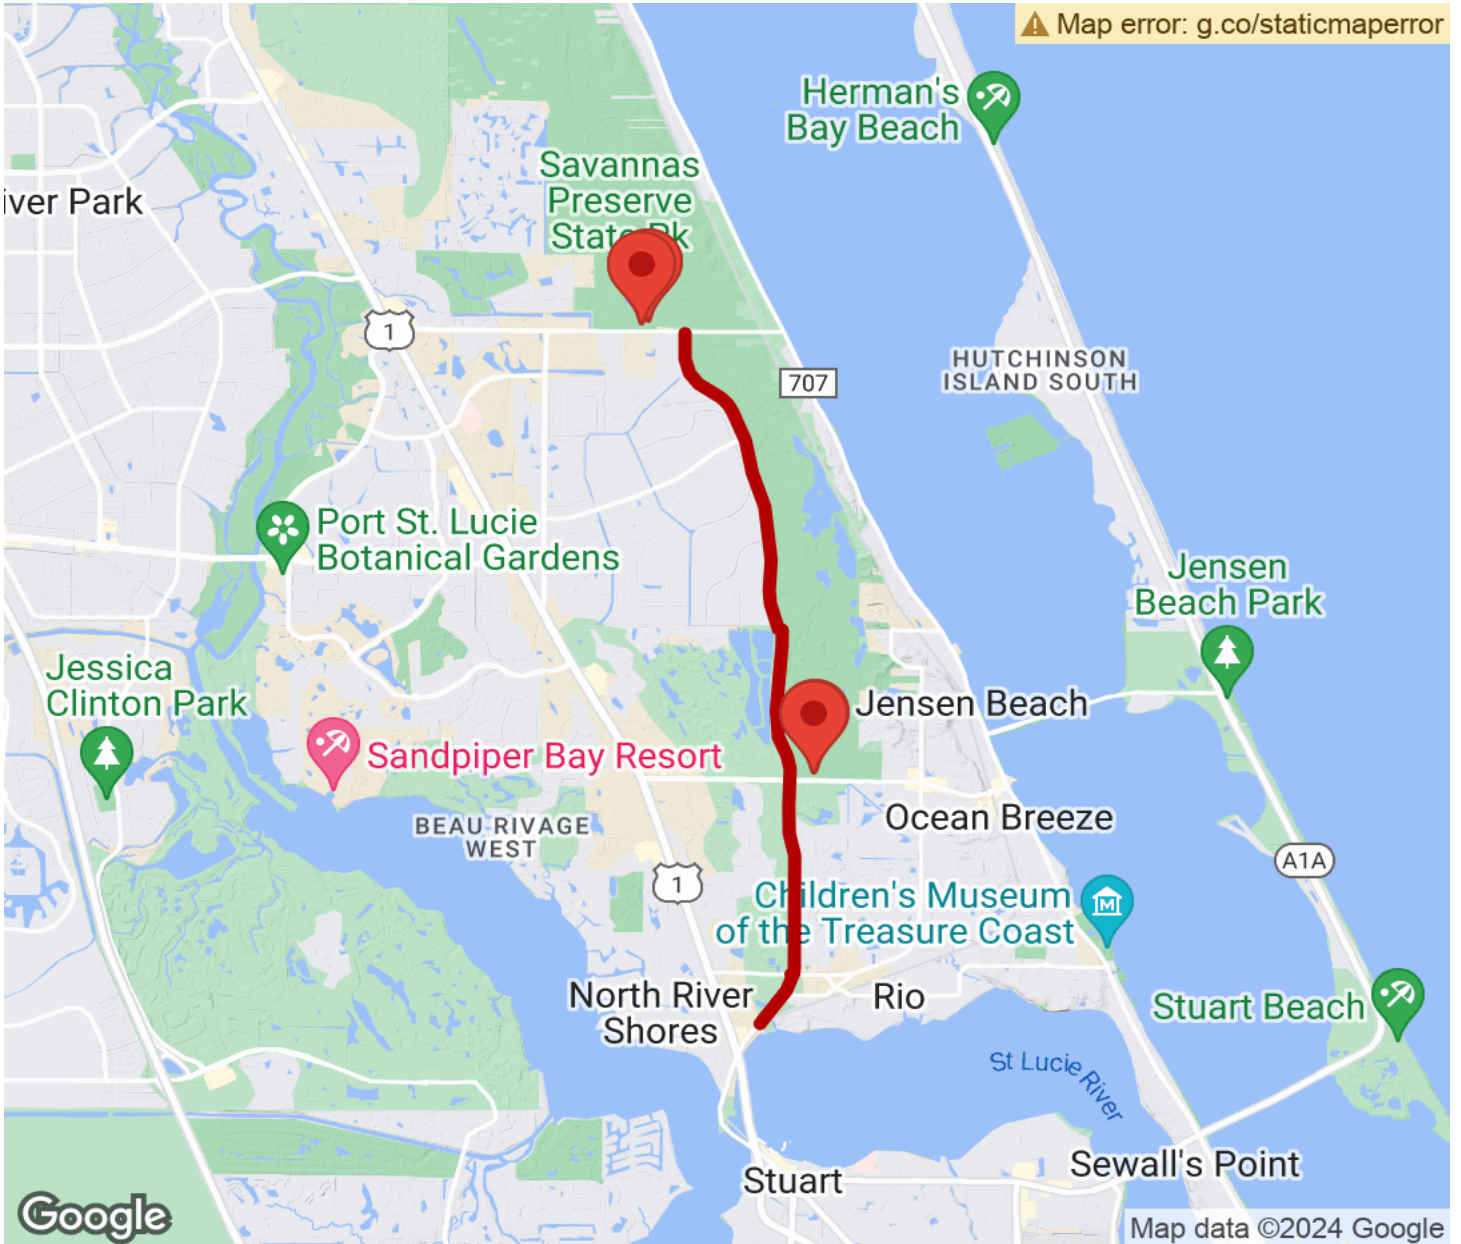 Map error: g.co/staticmaperror
Herman's
Bay Beach
Savannas
Preserve
State Pk
iver Park
1
HUTCHINSON
ISLAND SOUTH
707
Port St. Lucie
Botanical Gardens
Jensen
Beach Park
Jessica
Clinton Park
Jensen Beach
Sandpiper Bay Resort
BEAU RIVAGE
WEST
Ocean Breeze
A1A
1
Children's Museum
of the Treasure Coast
North River
Shores
Rio
Stuart Beach
St Lucie River
Sewall's Point
Stuart
Google
Map data ©2024 Google